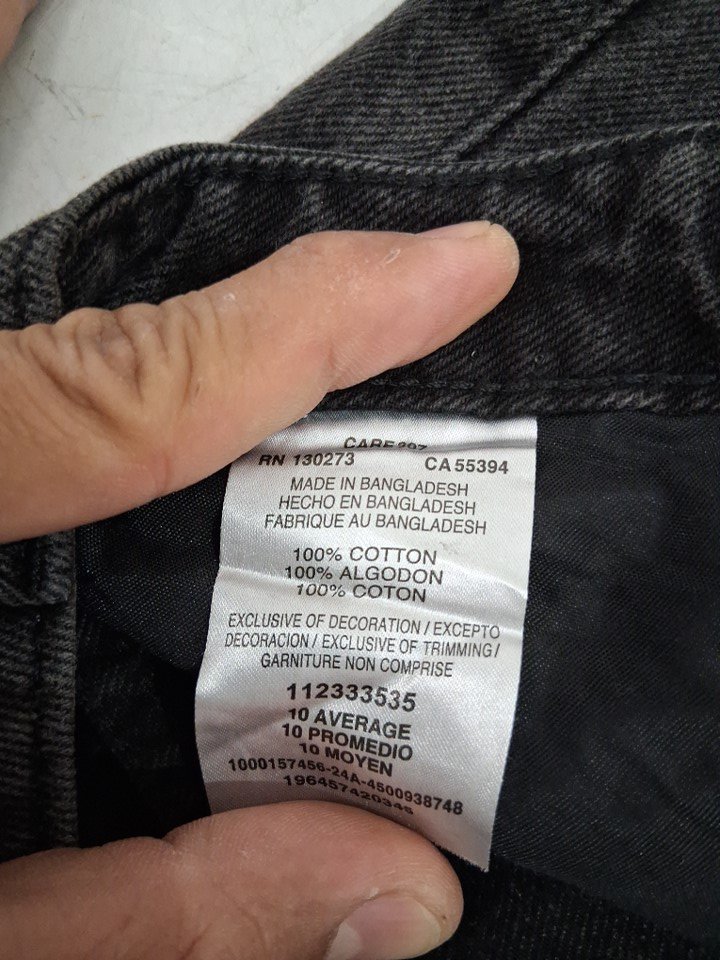 RN 130273 CA 55394
MADE IN BANGLADESH
HECHO EN BANGLADESH
FABRIQUE AU BANGLADESH
100% COTTON
100% ALGODON
100% COTON
EXCLUSIVE OF DECORATION / EXCEPTO
DECORACION / EXCLUSIVE OF TRIMMING /
GARNITURE NON COMPRISE
112333535
10 AVERAGE
10 PROMEDIO
10 MOYEN
1000157456-24A-4500938748
196457420345